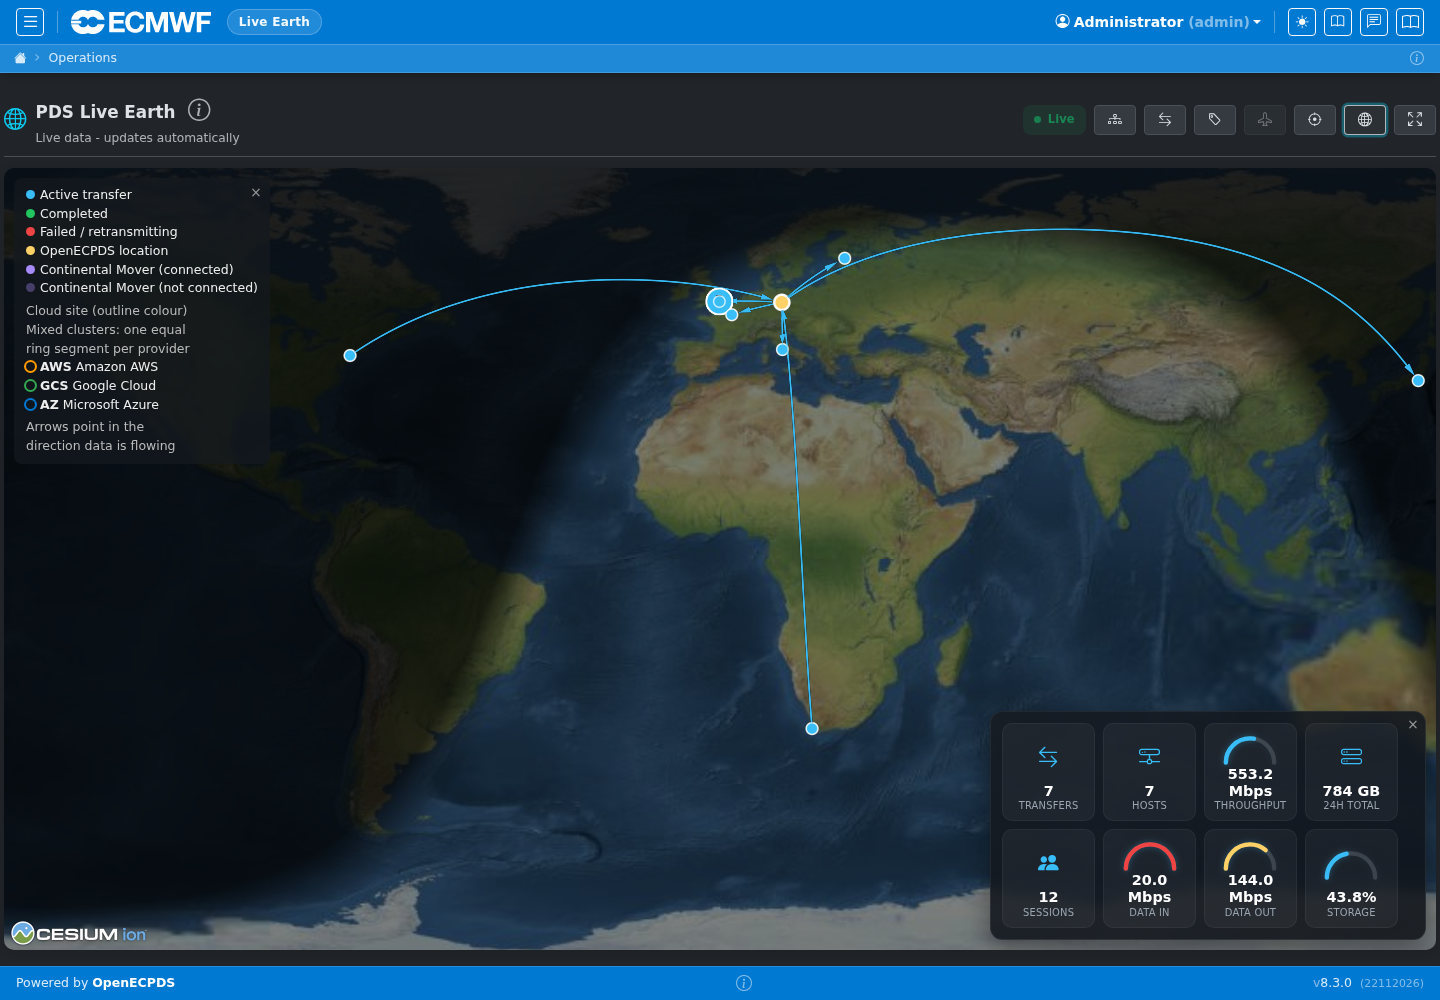 ECMWF
Live Earth
Administrator (admin)
Operations
PDS Live Earth
Live data - updates automatically
Live
Active transfer
Completed
Failed / retransmitting
OpenECPDS location
Continental Mover (connected)
Continental Mover (not connected)
Cloud site (outline colour)
Mixed clusters: one equal
ring segment per provider
AWS Amazon AWS
GCS Google Cloud
AZ Microsoft Azure
Arrows point in the
direction data is flowing
7
TRANSFERS
7
HOSTS
553.2
Mbps
THROUGHPUT
784 GB
24H TOTAL
12
SESSIONS
20.0
Mbps
DATA IN
144.0
Mbps
DATA OUT
43.8%
STORAGE
CESIUM ion
Powered by OpenECPDS
v8.3.0 (22112026)